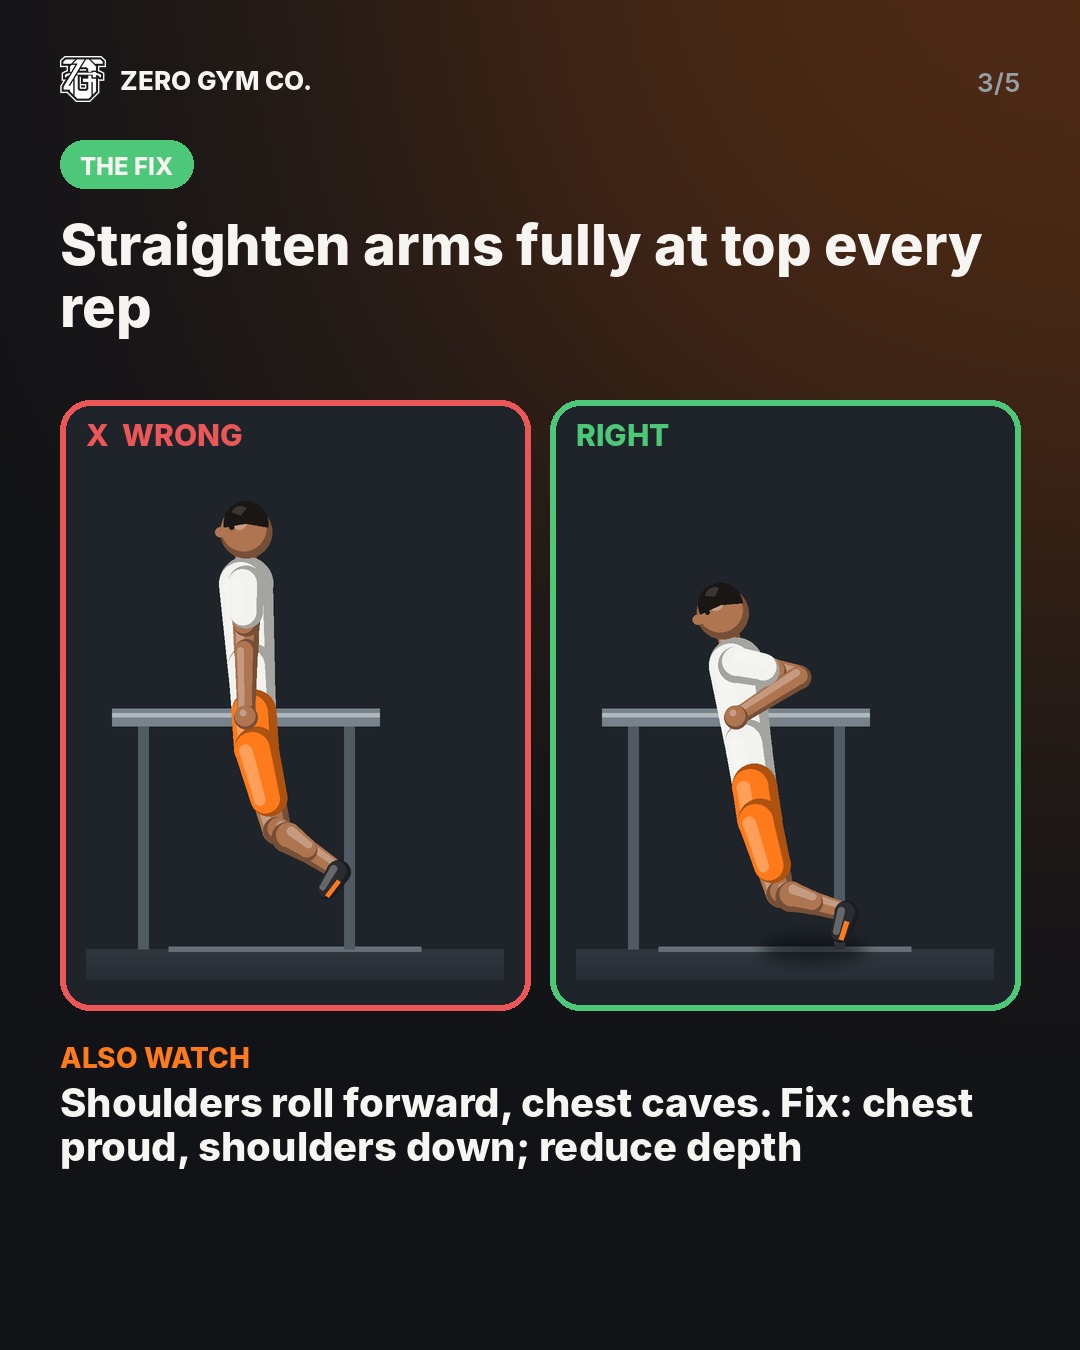 ZERO GYM CO.
3/5
THE FIX
Straighten arms fully at top every
rep
X WRONG
RIGHT
ALSO WATCH
Shoulders roll forward, chest caves. Fix: chest
proud, shoulders down; reduce depth